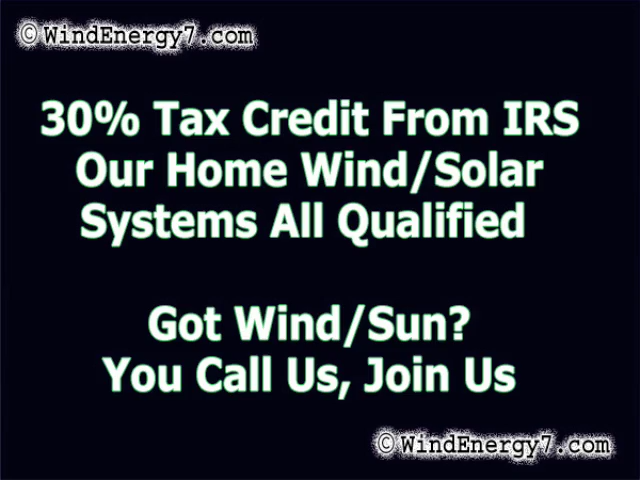 © WindEnergy7.com
30% Tax Credit From IRS
Our Home Wind/Solar
Systems All Qualified
Got Wind/Sun?
You Call Us, Join Us
© WindEnergy7.com